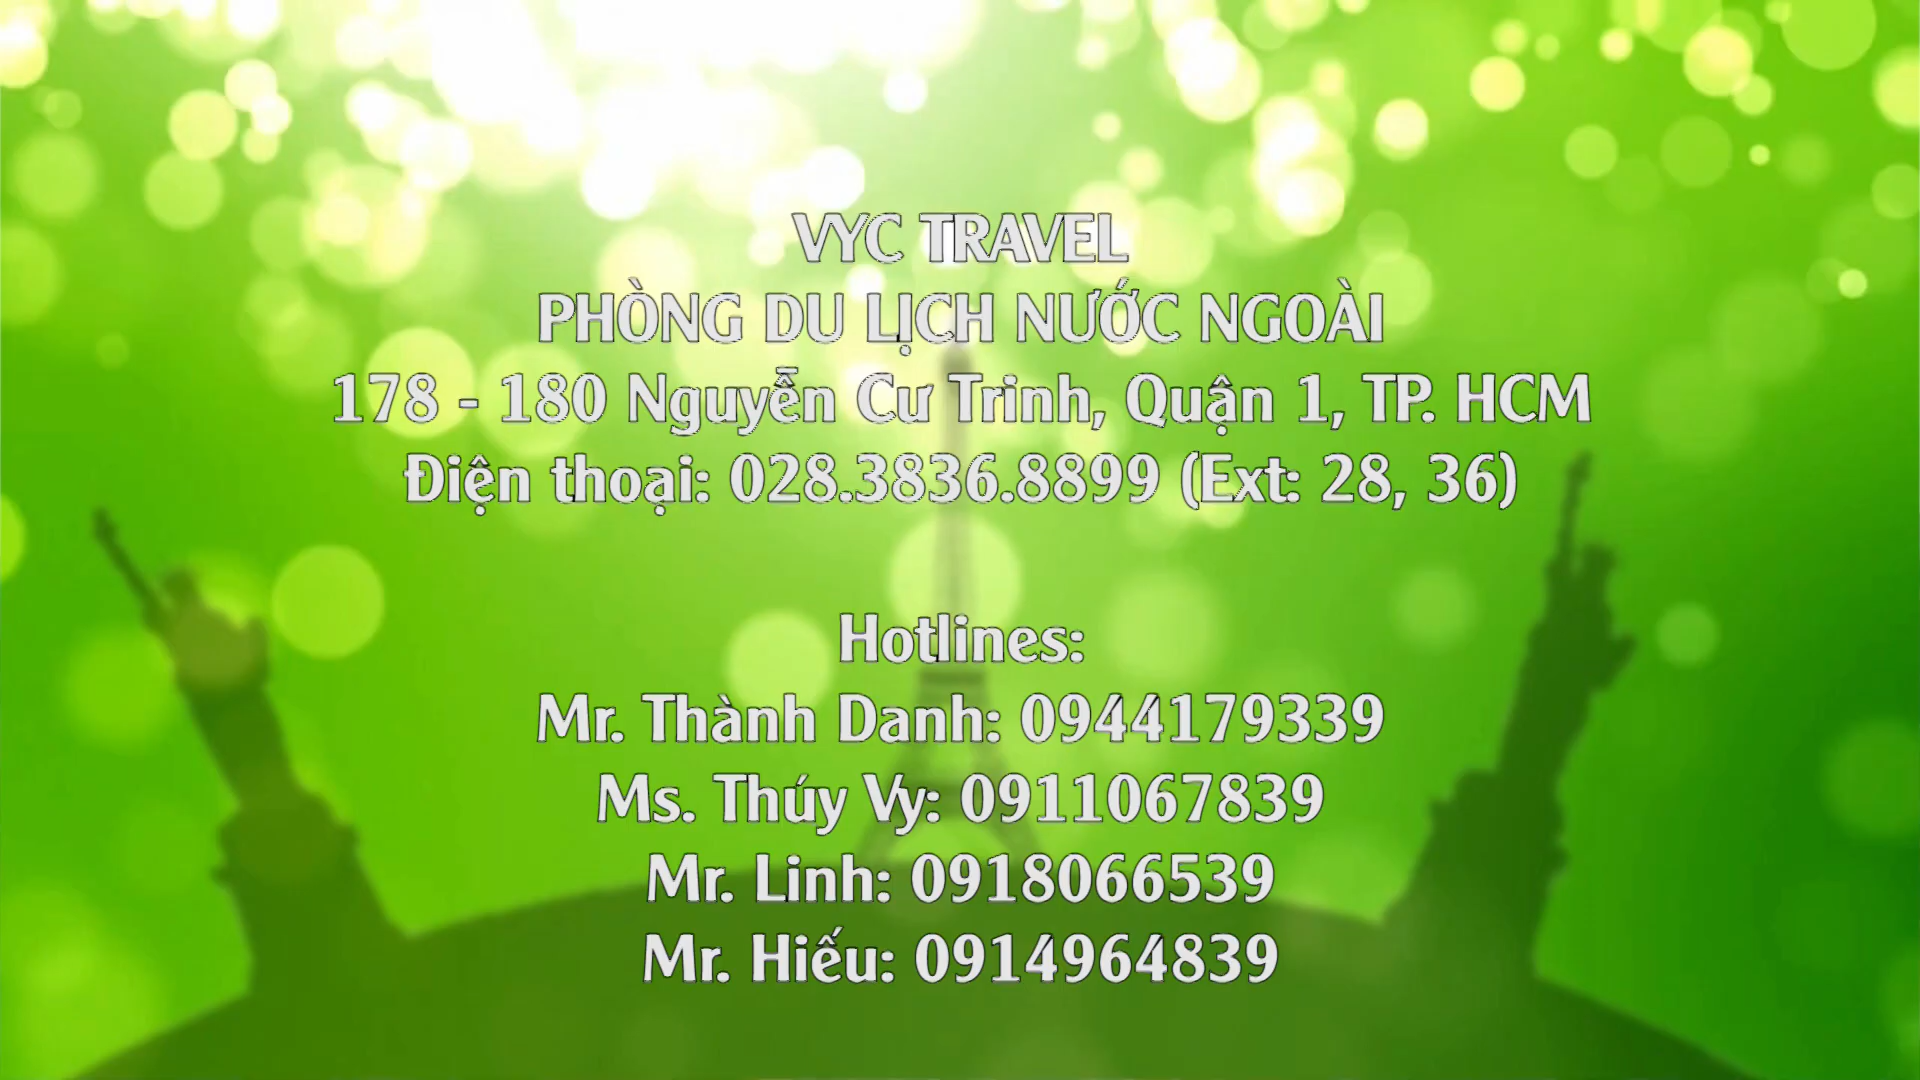 VYC TRAVEL
PHÒNG DU LỊCH NƯỚC NGOÀI
178 - 180 Nguyễn Cư Trinh, Quận 1, TP. HCM
Điện thoại: 028.3836.8899 (Ext: 28, 36)
Hotlines:
Mr. Thành Danh: 0944179339
Ms. Thúy Vy: 0911067839
Mr. Linh: 0918066539
Mr. Hiếu: 0914964839